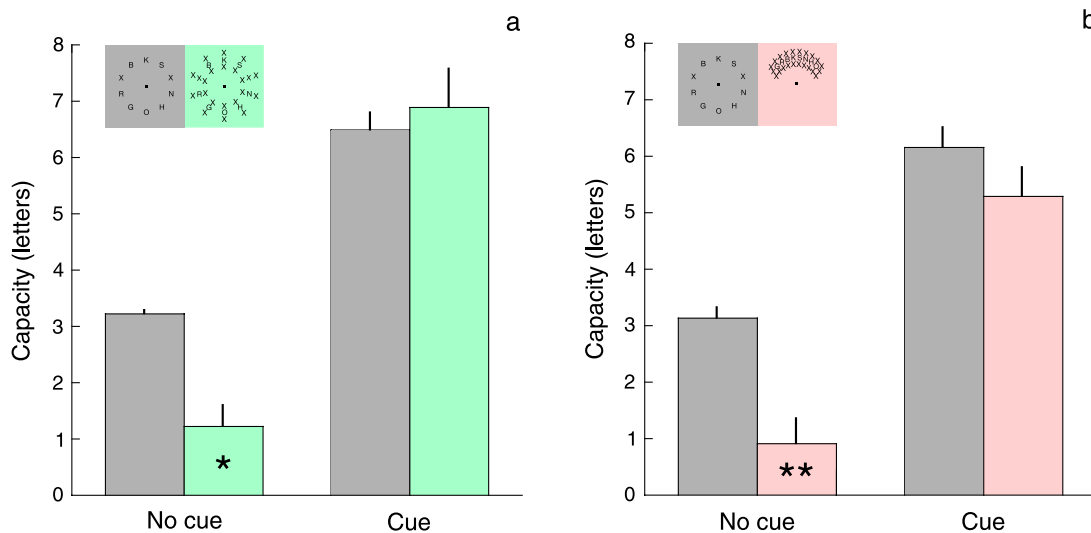 a
8
7
6
5
4
3
2
1
0
Capacity (letters)
B K S
X X
R N
G O H
*
No cue
Cue
b
8
7
6
5
4
3
2
1
0
Capacity (letters)
B K S
X X
R N
G O H
**
No cue
Cue